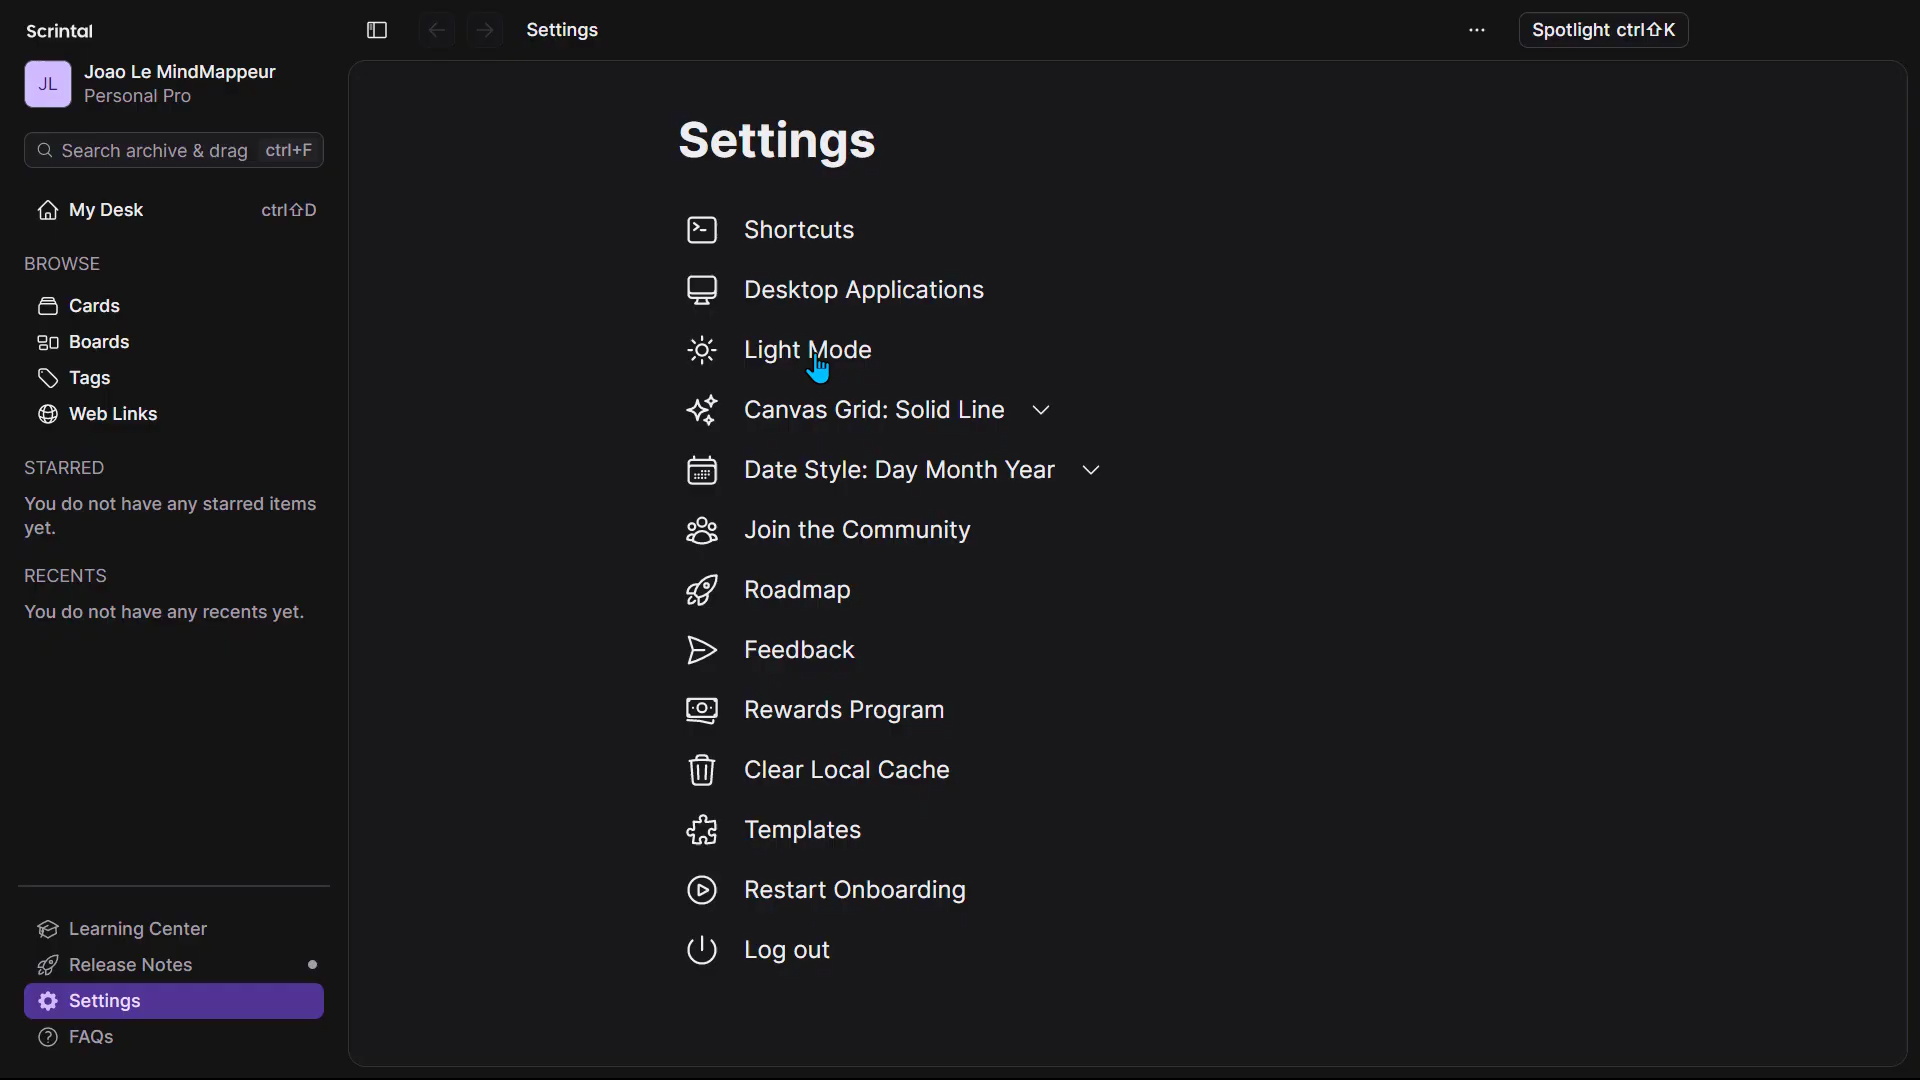 Scrintal
JL
Joao Le MindMappeur
Personal Pro
Search archive & drag ctrl+F
My Desk ctrl⇧D
BROWSE
Cards
Boards
Tags
Web Links
STARRED
You do not have any starred items
yet.
RECENTS
You do not have any recents yet.
Learning Center
Release Notes
Settings
FAQs
Settings
Spotlight ctrl⇧K
Settings
Shortcuts
Desktop Applications
Light Mode
Canvas Grid: Solid Line
Date Style: Day Month Year
Join the Community
Roadmap
Feedback
Rewards Program
Clear Local Cache
Templates
Restart Onboarding
Log out